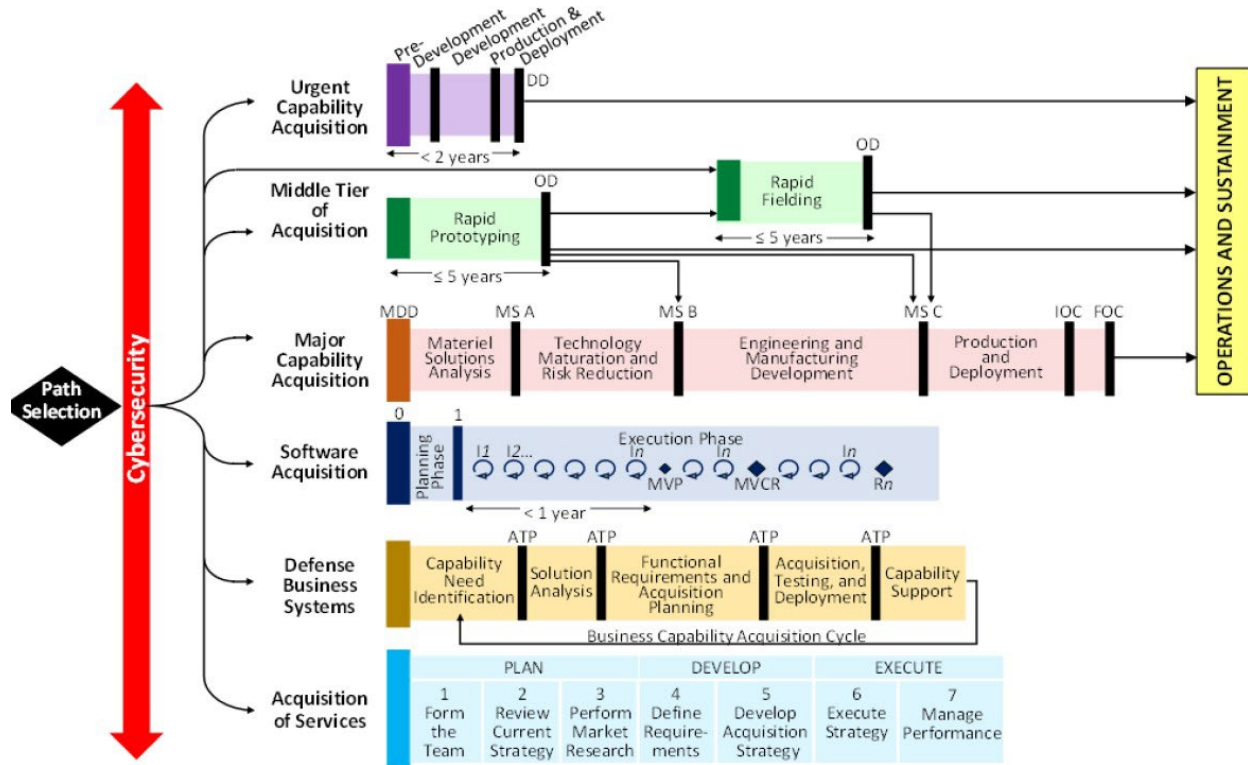 Pre-
Development
Development
Production &
Deployment
Urgent
Capability
Acquisition
DD
< 2 years
Middle Tier
of
Acquisition
OD
Rapid
Prototyping
≤ 5 years
OD
Rapid
Fielding
≤ 5 years
OPERATIONS AND SUSTAINMENT
Path
Selection
Cybersecurity
Major
Capability
Acquisition
MDD
MS A
MS B
MS C
IOC
FOC
Materiel
Solutions
Analysis
Technology
Maturation and
Risk Reduction
Engineering and
Manufacturing
Development
Production
and
Deployment
Software
Acquisition
0
1
Planning
Phase
Execution Phase
I1
I2...
In
In
In
MVP
MVCR
Rn
< 1 year
Defense
Business
Systems
ATP
ATP
ATP
ATP
Capability
Need
Identification
Solution
Analysis
Functional
Requirements and
Acquisition
Planning
Acquisition,
Testing, and
Deployment
Capability
Support
Business Capability Acquisition Cycle
Acquisition
of Services
PLAN
DEVELOP
EXECUTE
1
Form
the
Team
2
Review
Current
Strategy
3
Perform
Market
Research
4
Define
Require-
ments
5
Develop
Acquisition
Strategy
6
Execute
Strategy
7
Manage
Performance